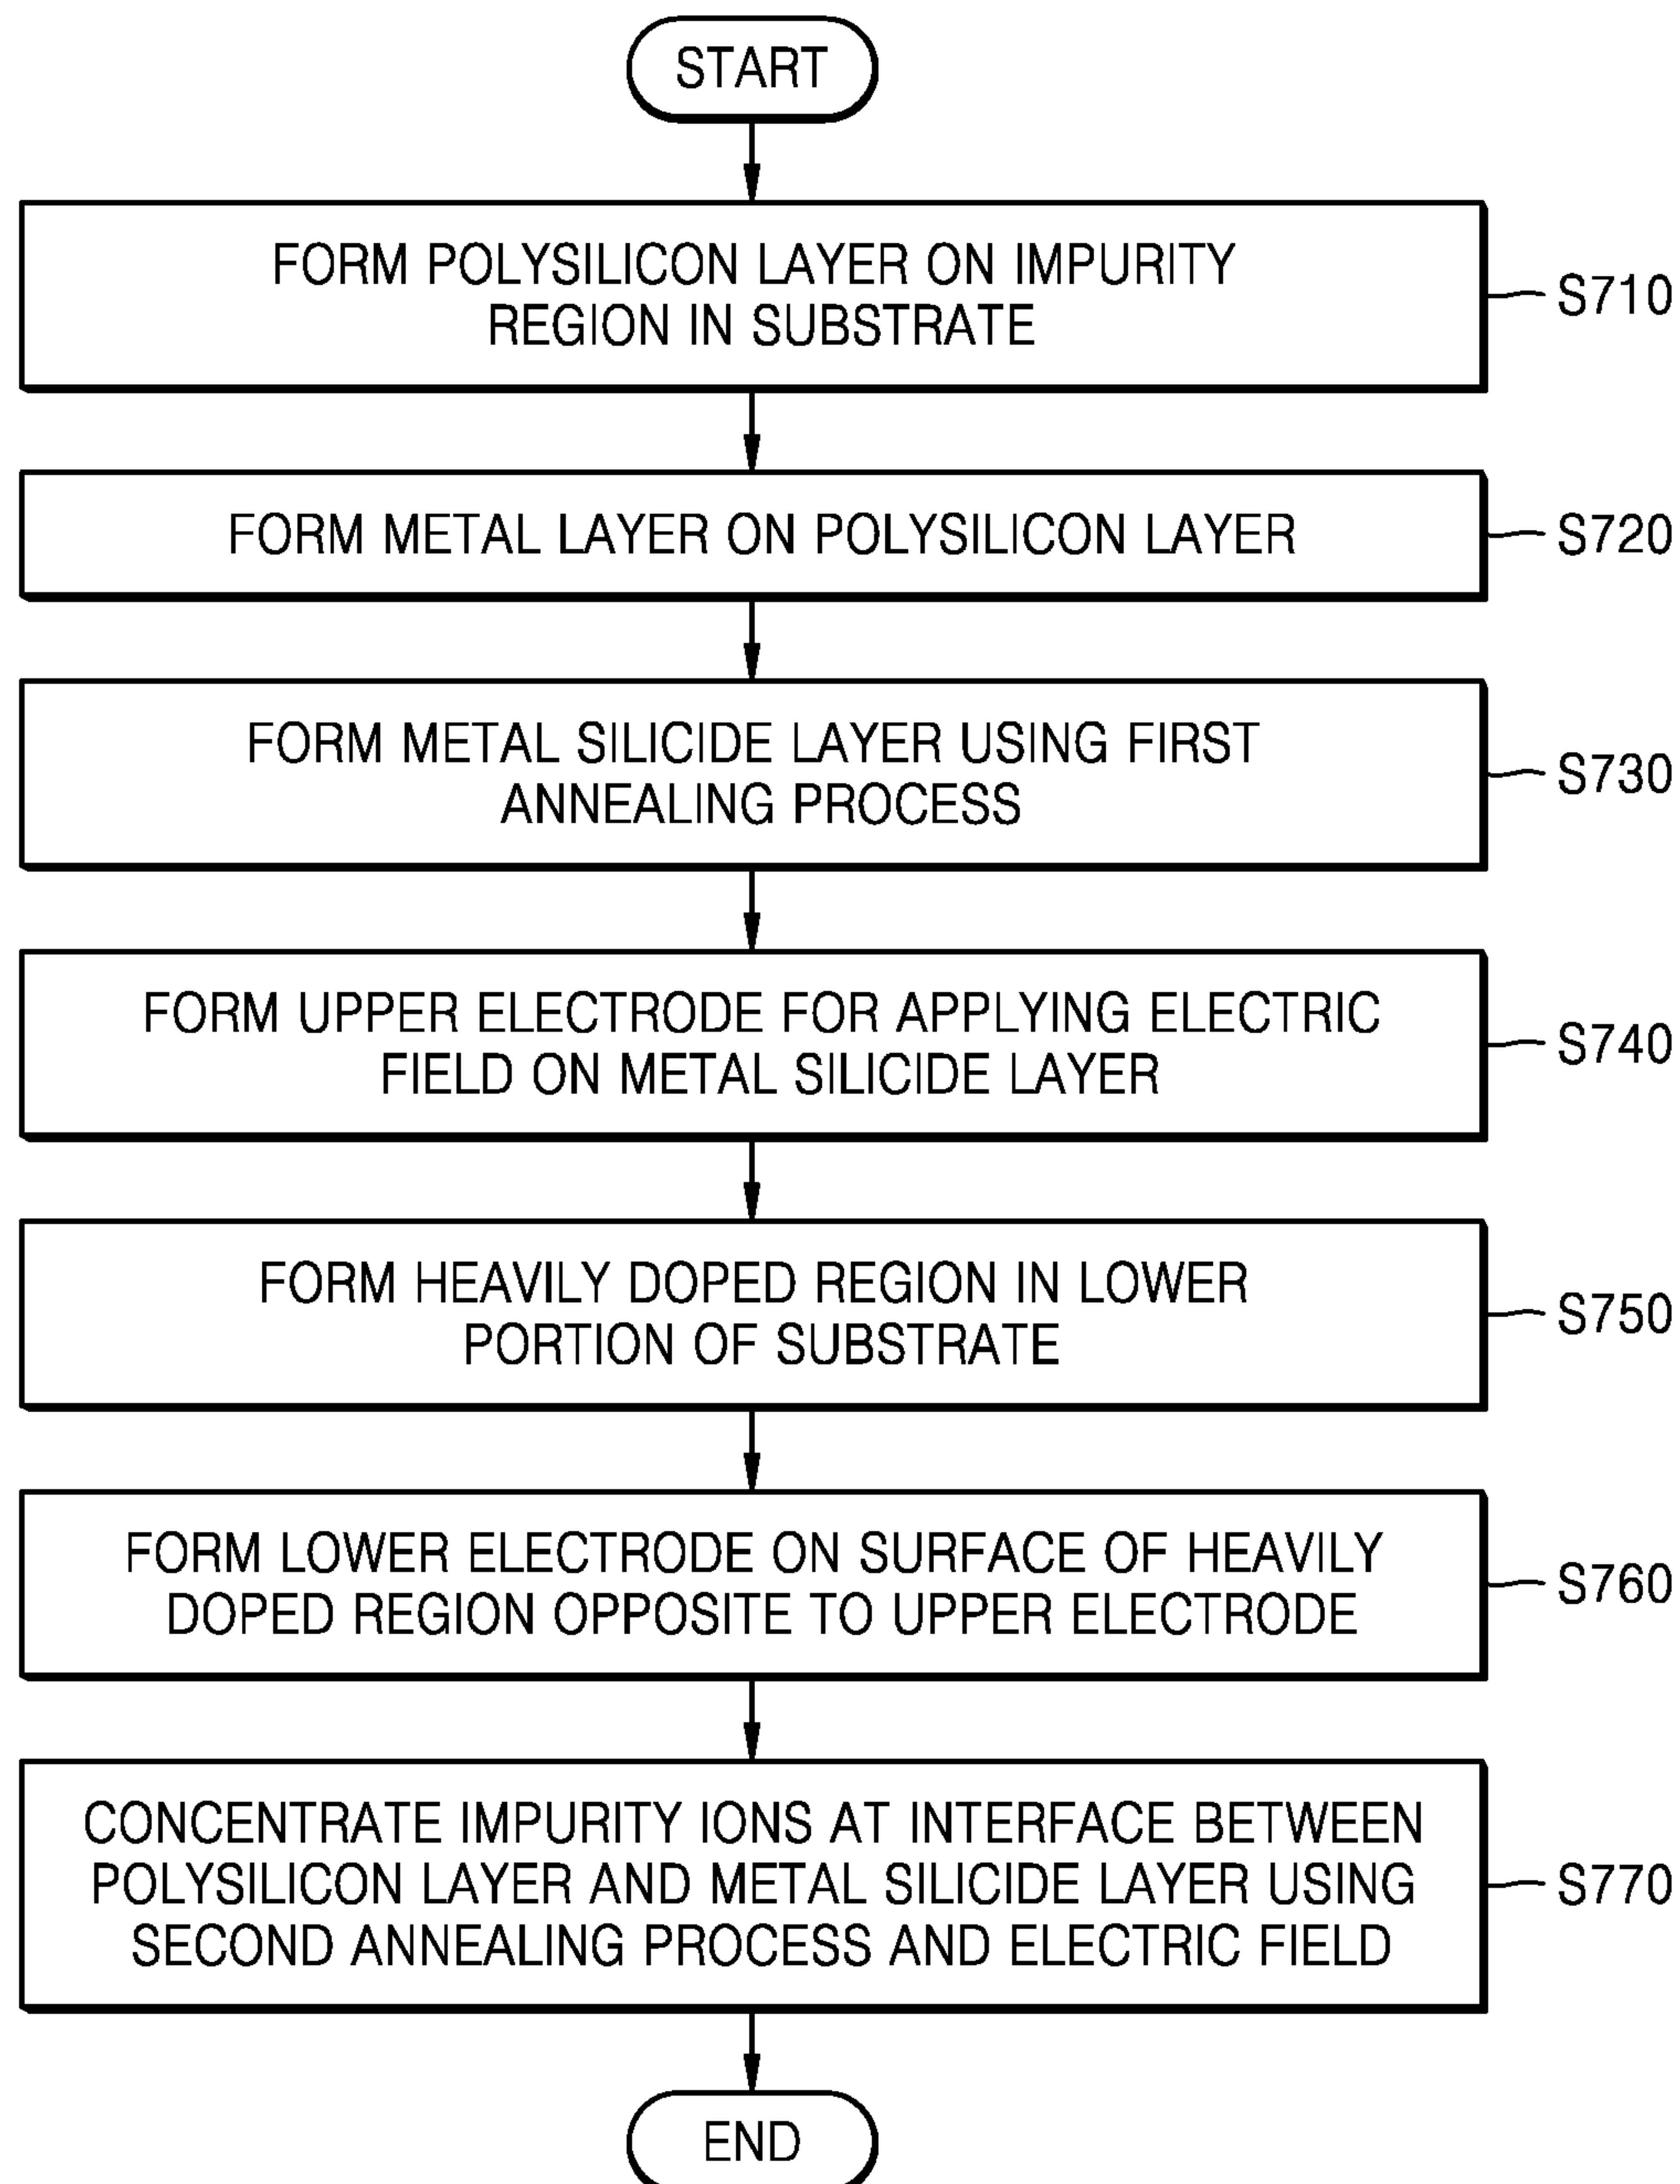 START
FORM POLYSILICON LAYER ON IMPURITY
REGION IN SUBSTRATE
S710
FORM METAL LAYER ON POLYSILICON LAYER
S720
FORM METAL SILICIDE LAYER USING FIRST
ANNEALING PROCESS
S730
FORM UPPER ELECTRODE FOR APPLYING ELECTRIC
FIELD ON METAL SILICIDE LAYER
S740
FORM HEAVILY DOPED REGION IN LOWER
PORTION OF SUBSTRATE
S750
FORM LOWER ELECTRODE ON SURFACE OF HEAVILY
DOPED REGION OPPOSITE TO UPPER ELECTRODE
S760
CONCENTRATE IMPURITY IONS AT INTERFACE BETWEEN
POLYSILICON LAYER AND METAL SILICIDE LAYER USING
SECOND ANNEALING PROCESS AND ELECTRIC FIELD
S770
END